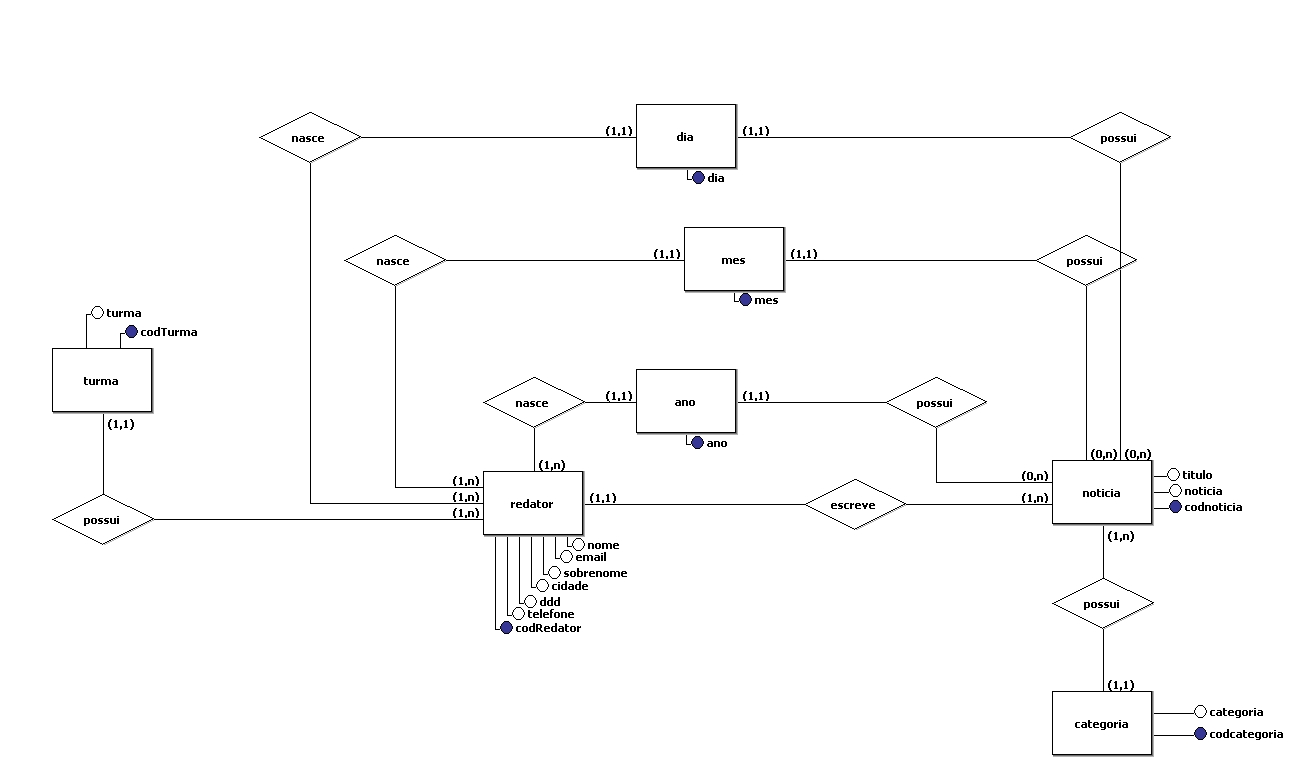 nasce
(1,1)
dia
(1,1)
possui
dia
nasce
(1,1)
mes
(1,1)
possui
mes
turma
codTurma
turma
(1,1)
possui
nasce
(1,1)
ano
(1,1)
possui
ano
(1,n)
(0,n)
(0,n)
(1,n)
(1,n)
(1,n)
redator
(1,1)
escreve
(0,n)
(1,n)
noticia
titulo
noticia
codnoticia
nome
email
sobrenome
cidade
ddd
telefone
codRedator
(1,n)
possui
(1,1)
categoria
categoria
codcategoria